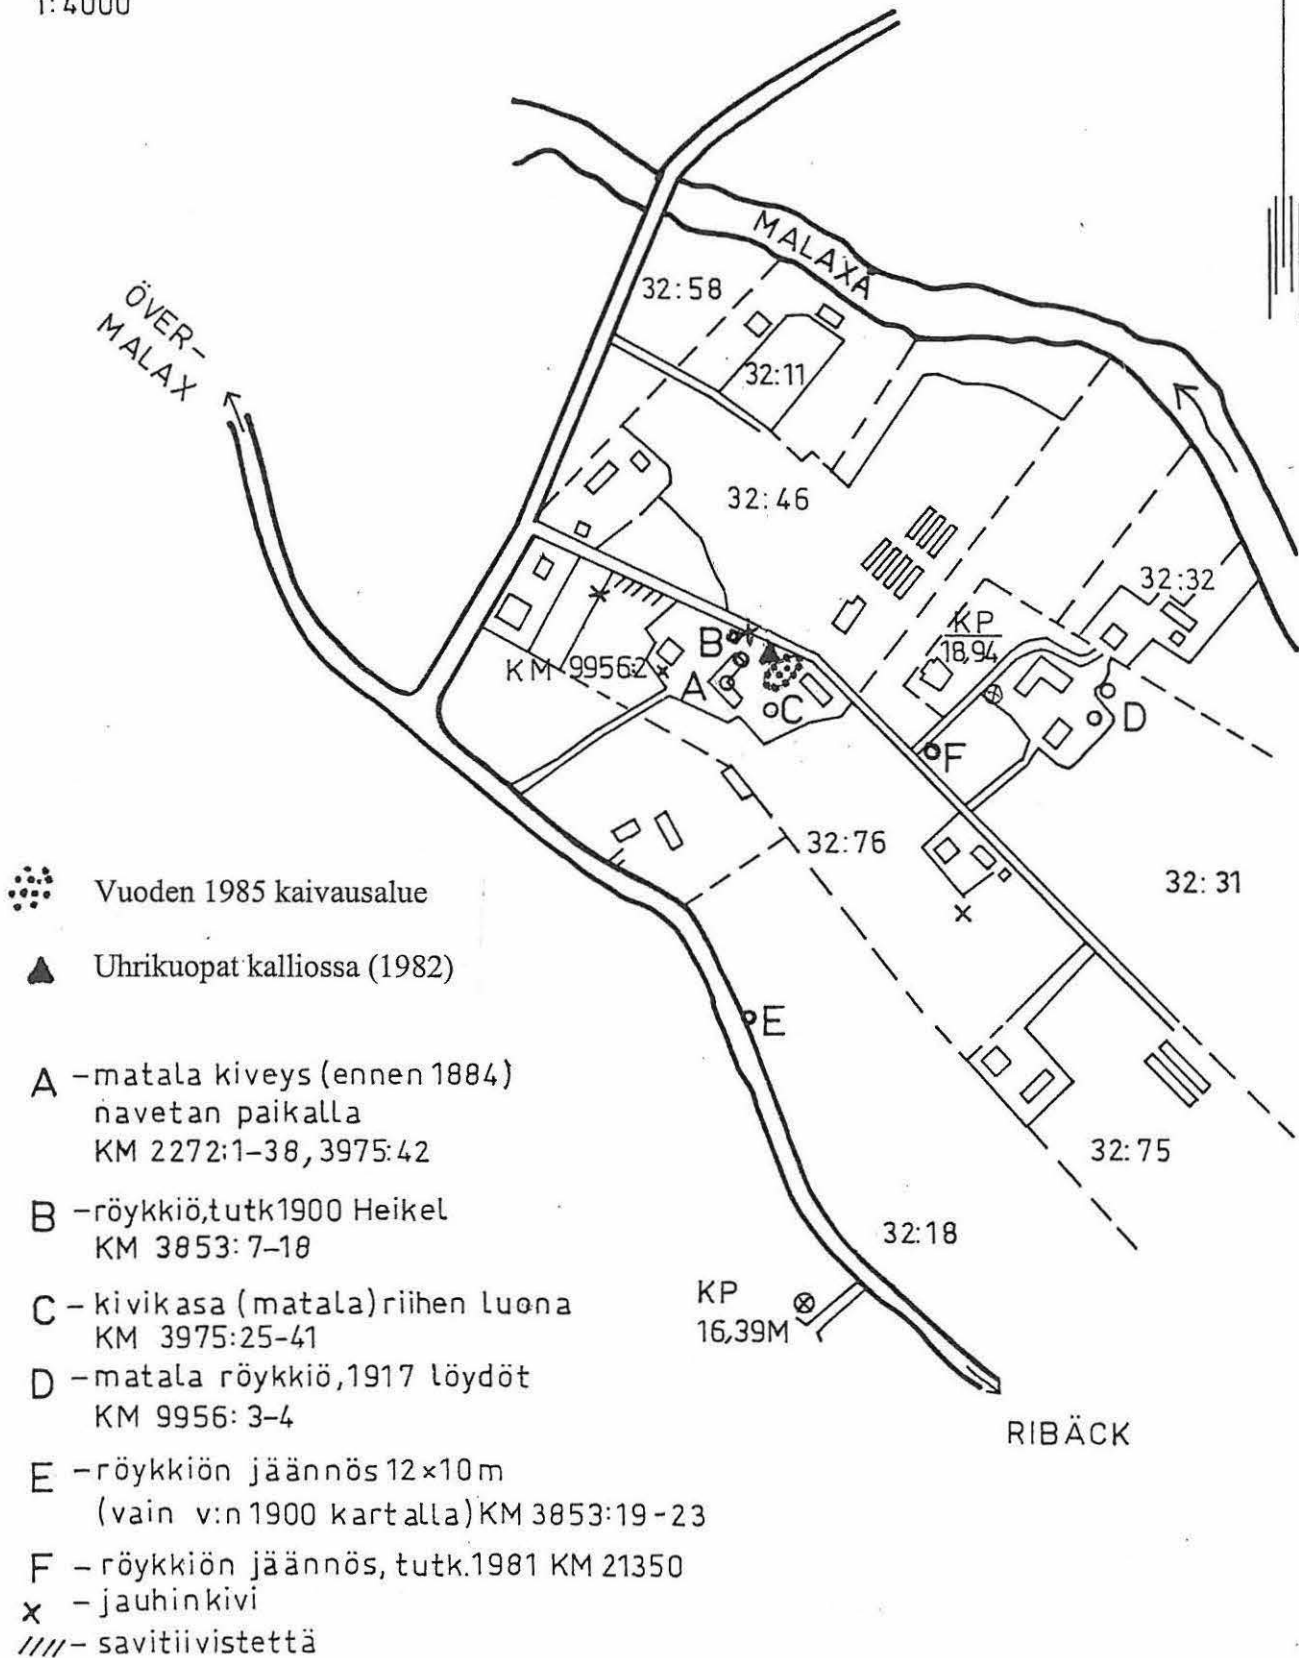 1:4000
MALAXÅ
32:58
ÖVER-
MALAX
32:11
32:46
32:32
KP
18,94
B
KM 9956:2
A
C
D
F
32:76
32:31
Vuoden 1985 kaivausalue
Uhrikuopat kalliossa (1982)
E
A -matala kiveys (ennen 1884)
navetan paikalla
KM 2272:1-38, 3975:42
32:75
B -röykkiö,tutk1900 Heikel
KM 3853:7-18
32:18
C - kivikasa (matala) riihen luona
KM 3975:25-41
KP
16,39M
D -matala röykkiö,1917 löydöt
KM 9956:3-4
RIBÄCK
E -röykkiön jäännös 12x10m
(vain v:n 1900 kartalla) KM 3853:19-23
F - röykkiön jäännös, tutk.1981 KM 21350
x - jauhinkivi
//// - savitiivistettä